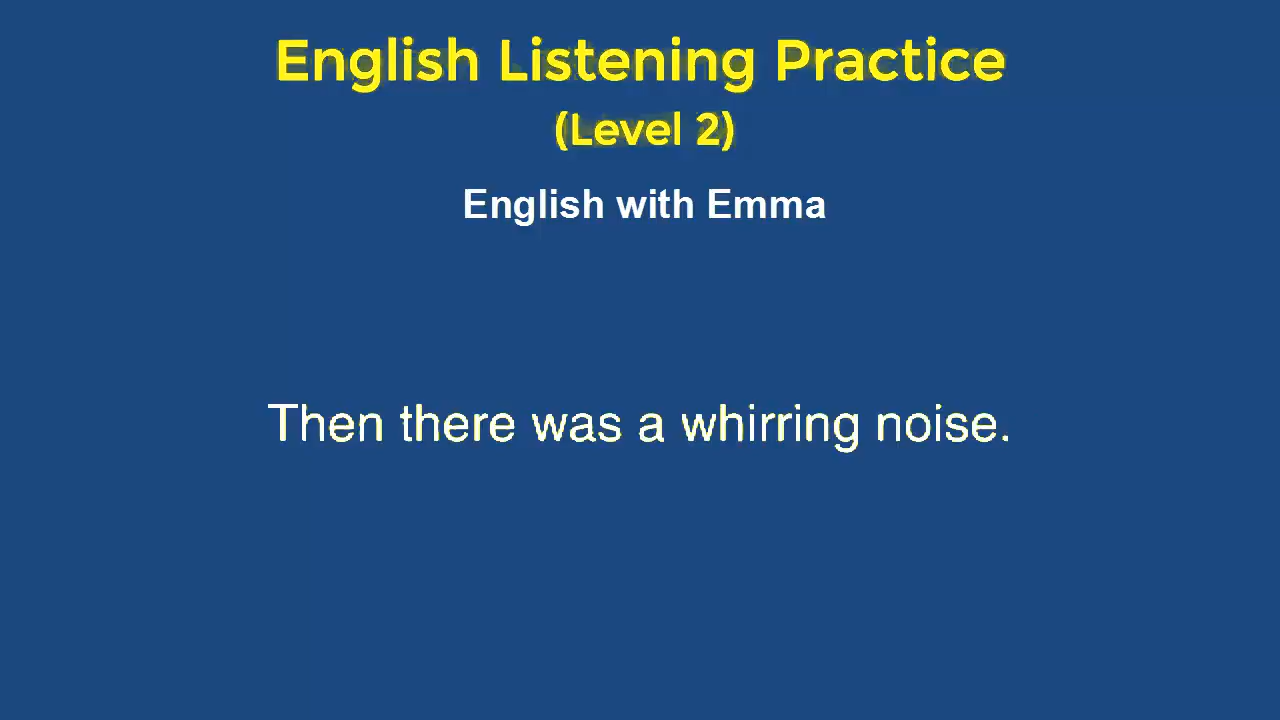 English Listening Practice
(Level 2)
English with Emma
Then there was a whirring noise.